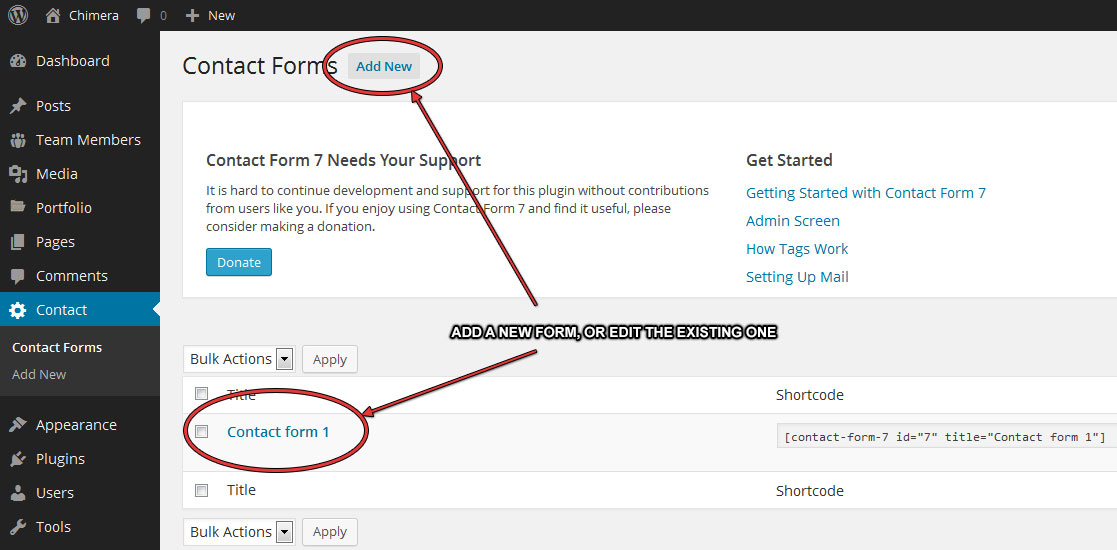 Chimera 0 New
Dashboard
Posts
Team Members
Media
Portfolio
Pages
Comments
Contact
Contact Forms
Add New
Appearance
Plugins
Users
Tools
Contact Forms Add New
Contact Form 7 Needs Your Support
It is hard to continue development and support for this plugin without contributions
from users like you. If you enjoy using Contact Form 7 and find it useful, please
consider making a donation.
Donate
Get Started
Getting Started with Contact Form 7
Admin Screen
How Tags Work
Setting Up Mail
ADD A NEW FORM, OR EDIT THE EXISTING ONE
Bulk Actions Apply
Title Shortcode
Contact form 1 [contact-form-7 id="7" title="Contact form 1"]
Title Shortcode
Bulk Actions Apply